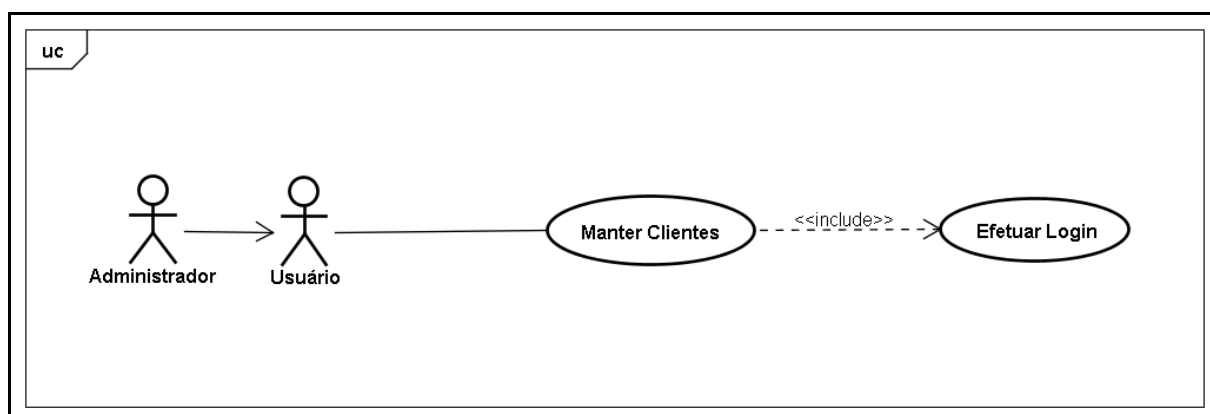 uc
Administrador
Usuário
Manter Clientes
<<include>>
Efetuar Login